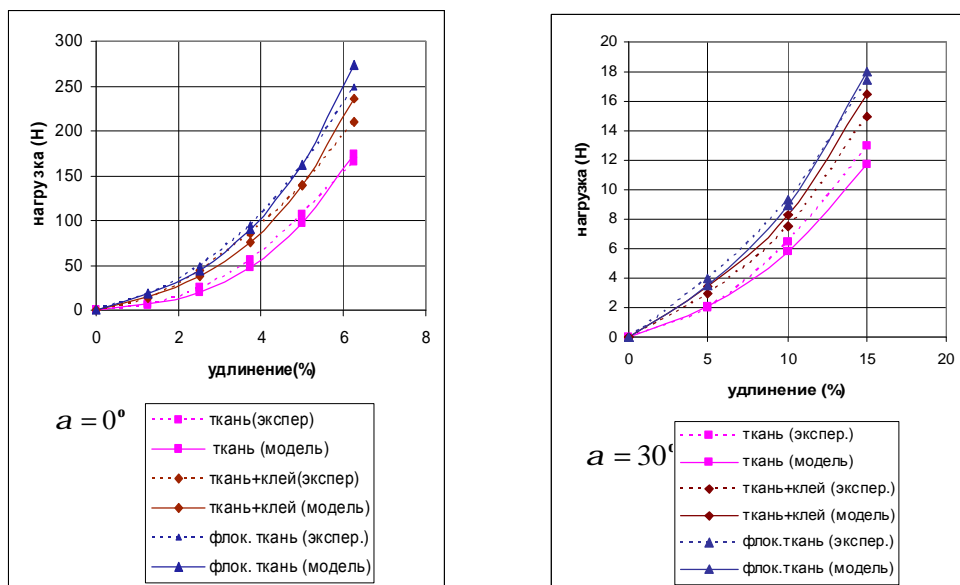 300
250
200
150
100
50
0
нагрузка (Н)
0 2 4 6 8
удлинение(%)
a = 0°
ткань(экспер)
ткань (модель)
ткань+клей(экспер)
ткань+клей (модель)
флок. ткань (экспер.)
флок. ткань (модель)
20
18
16
14
12
10
8
6
4
2
0
нагрузка (Н)
0 5 10 15 20
удлинение (%)
a = 30°
ткань (экспер.)
ткань (модель)
ткань+клей (экспер.)
ткань+клей (модель)
флок.ткань (экспер.)
флок.ткань (модель)